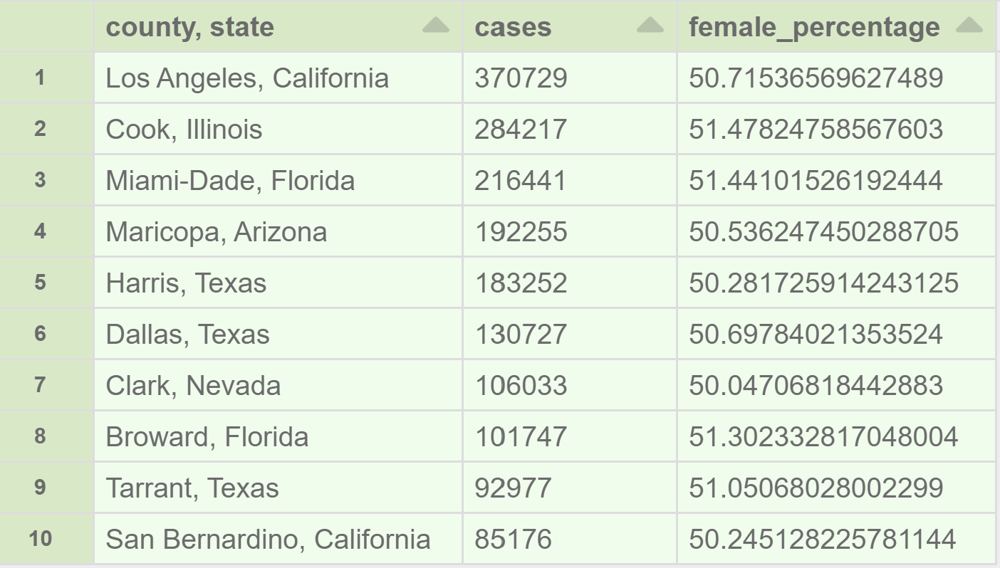 county, state cases female_percentage
1 Los Angeles, California 370729 50.71536569627489
2 Cook, Illinois 284217 51.47824758567603
3 Miami-Dade, Florida 216441 51.44101526192444
4 Maricopa, Arizona 192255 50.536247450288705
5 Harris, Texas 183252 50.281725914243125
6 Dallas, Texas 130727 50.69784021353524
7 Clark, Nevada 106033 50.04706818442883
8 Broward, Florida 101747 51.302332817048004
9 Tarrant, Texas 92977 51.05068028002299
10 San Bernardino, California 85176 50.245128225781144